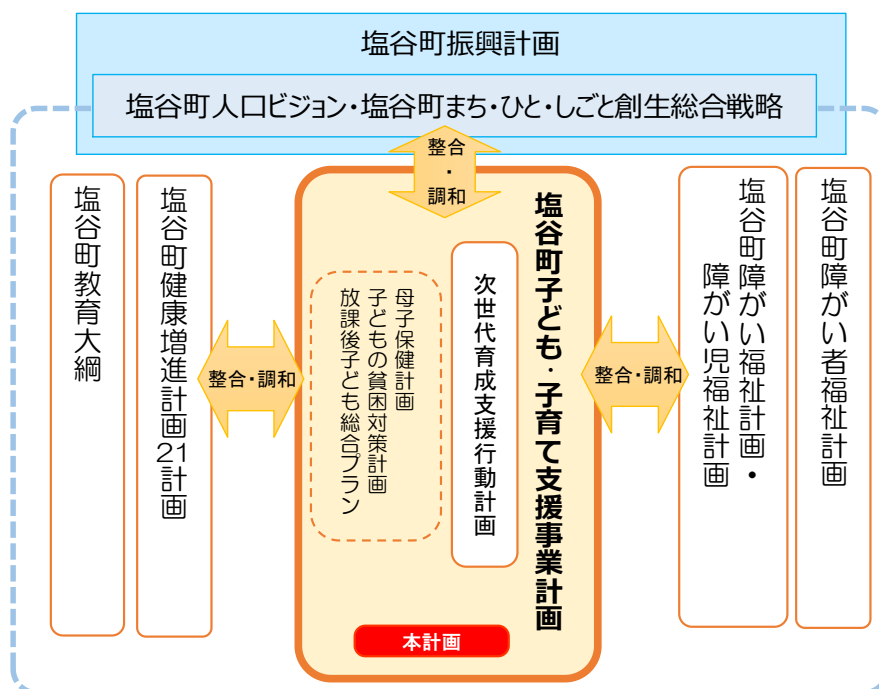 塩谷町振興計画
塩谷町人口ビジョン・塩谷町まち・ひと・しごと創生総合戦略
整合
・
調和
塩谷町教育大綱
塩谷町健康増進計画21計画
整合・調和
塩谷町子ども・子育て支援事業計画
次世代育成支援行動計画
母子保健計画
子どもの貧困対策計画
放課後子ども総合プラン
本計画
整合・調和
塩谷町障がい福祉計画・
障がい児福祉計画
塩谷町障がい者福祉計画